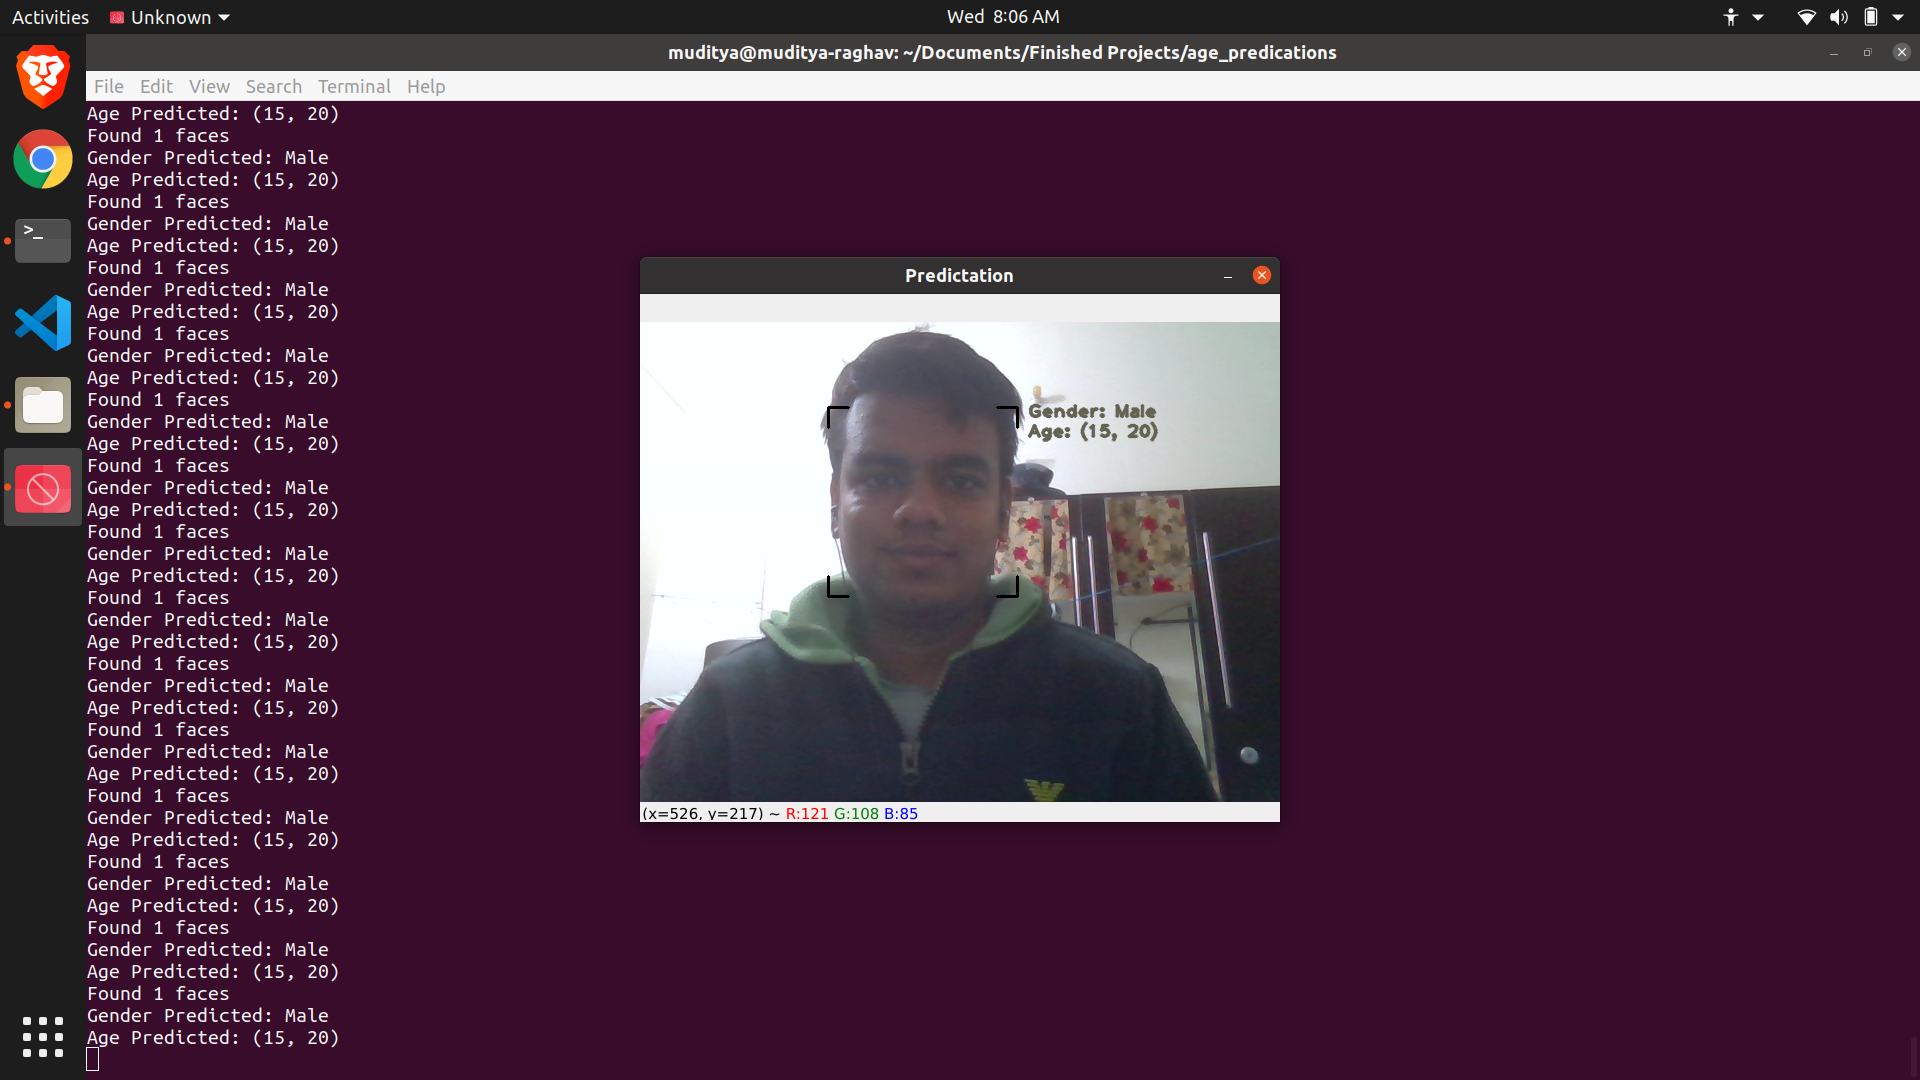 Activities Unknown Wed 8:06 AM
muditya@muditya-raghav: ~/Documents/Finished Projects/age_predications
File Edit View Search Terminal Help
Age Predicted: (15, 20)
Found 1 faces
Gender Predicted: Male
Age Predicted: (15, 20)
Found 1 faces
Gender Predicted: Male
Age Predicted: (15, 20)
Found 1 faces
Gender Predicted: Male
Age Predicted: (15, 20)
Found 1 faces
Gender Predicted: Male
Age Predicted: (15, 20)
Found 1 faces
Gender Predicted: Male
Age Predicted: (15, 20)
Found 1 faces
Gender Predicted: Male
Age Predicted: (15, 20)
Found 1 faces
Gender Predicted: Male
Age Predicted: (15, 20)
Found 1 faces
Gender Predicted: Male
Age Predicted: (15, 20)
Found 1 faces
Gender Predicted: Male
Age Predicted: (15, 20)
Found 1 faces
Gender Predicted: Male
Age Predicted: (15, 20)
Found 1 faces
Gender Predicted: Male
Age Predicted: (15, 20)
Found 1 faces
Gender Predicted: Male
Age Predicted: (15, 20)
Found 1 faces
Gender Predicted: Male
Age Predicted: (15, 20)
Found 1 faces
Gender Predicted: Male
Age Predicted: (15, 20)
Predictation
Gender: Male
Age: (15, 20)
(x=526, y=217) ~ R:121 G:108 B:85